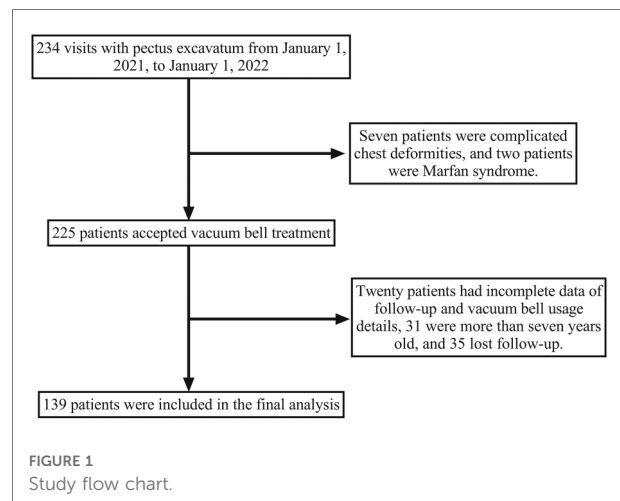 234 visits with pectus excavatum from January 1,
2021, to January 1, 2022
Seven patients were complicated
chest deformities, and two patients
were Marfan syndrome.
225 patients accepted vacuum bell treatment
Twenty patients had incomplete data of
follow-up and vacuum bell usage
details, 31 were more than seven years
old, and 35 lost follow-up.
139 patients were included in the final analysis
FIGURE 1
Study flow chart.